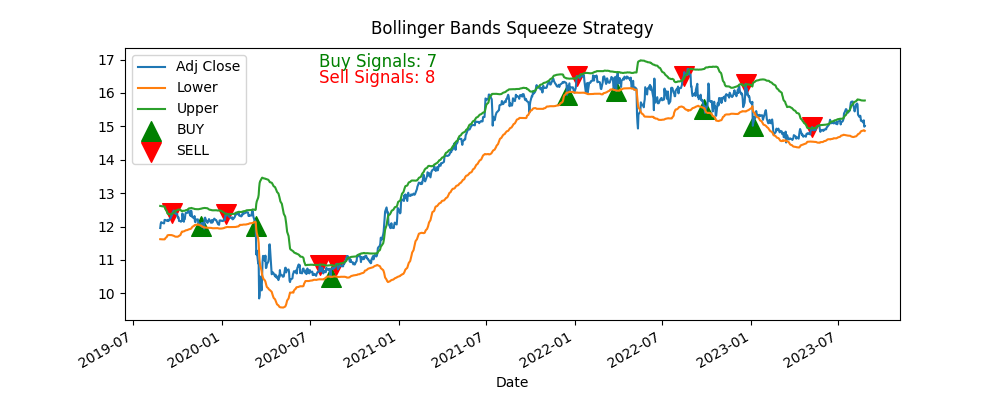 Bollinger Bands Squeeze Strategy
Buy Signals: 7
Sell Signals: 8
Adj Close
Lower
Upper
BUY
SELL
17
16
15
14
13
12
11
10
2019-07
2020-01
2020-07
2021-01
2021-07
2022-01
2022-07
2023-01
2023-07
Date